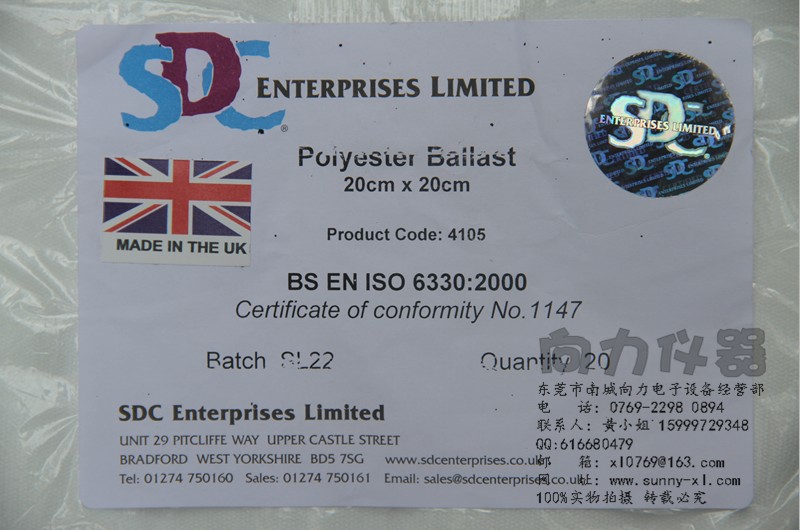 SDC ENTERPRISES LIMITED
®
SDC
ENTERPRISES LIMITED
®
Polyester Ballast
20cm x 20cm
MADE IN THE UK
Product Code: 4105
BS EN ISO 6330:2000
Certificate of conformity No.1147
Batch SL22 Quantity 20
向力仪器
SDC Enterprises Limited
UNIT 29 PITCLIFFE WAY UPPER CASTLE STREET
BRADFORD WEST YORKSHIRE BD5 7SG www.sdcenterprises.co.uk
Tel: 01274 750160 Sales: 01274 750161 Email: sales@sdcenterprises.co.uk
东莞市南城向力电子设备经营部
电 话: 0769-2298 0894
联系人: 黄小姐 15999729348
QQ:616680479
邮 箱: xl0769@163.com
网 址: www.sunny-xl.com
100%实物拍摄 转载必究